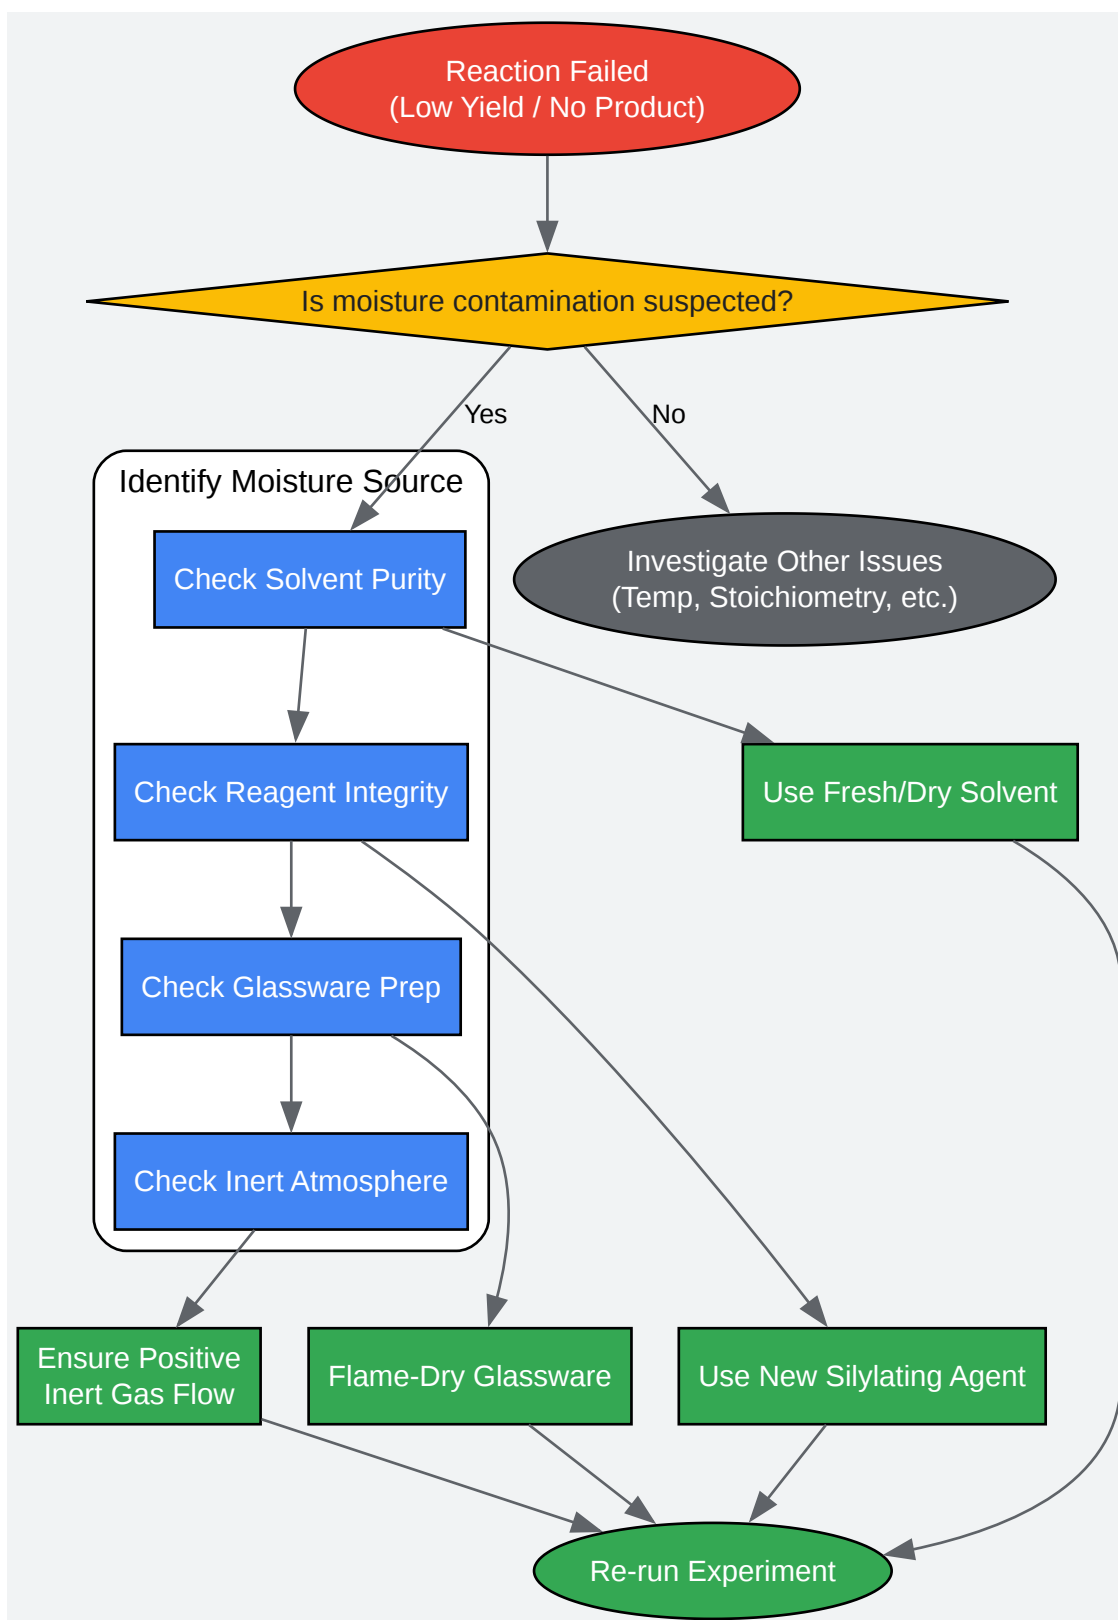 Reaction Failed
(Low Yield / No Product)
Is moisture contamination suspected?
Yes
No
Identify Moisture Source
Check Solvent Purity
Investigate Other Issues
(Temp, Stoichiometry, etc.)
Check Reagent Integrity
Use Fresh/Dry Solvent
Check Glassware Prep
Check Inert Atmosphere
Ensure Positive
Inert Gas Flow
Flame-Dry Glassware
Use New Silylating Agent
Re-run Experiment